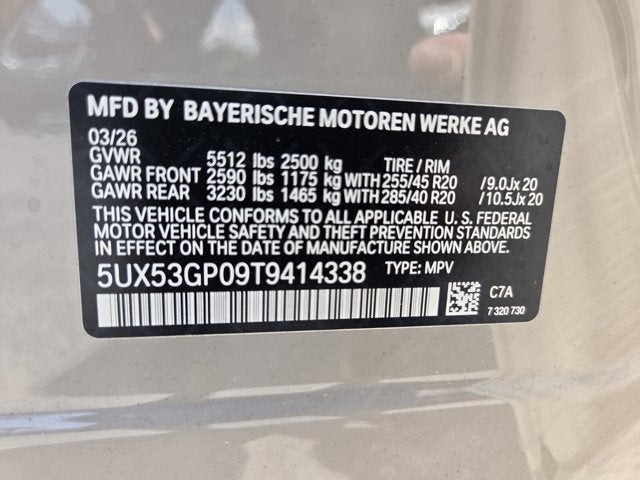 MFD BY BAYERISCHE MOTOREN WERKE AG
03/26
GVWR 5512 lbs 2500 kg TIRE / RIM
GAWR FRONT 2590 lbs 1175 kg WITH 255/45 R20 /9.0Jx 20
GAWR REAR 3230 lbs 1465 kg WITH 285/40 R20 /10.5Jx 20
THIS VEHICLE CONFORMS TO ALL APPLICABLE U. S. FEDERAL
MOTOR VEHICLE SAFETY AND THEFT PREVENTION STANDARDS
IN EFFECT ON THE DATE OF MANUFACTURE SHOWN ABOVE.
5UX53GP09T9414338 TYPE: MPV
C7A
7 320 730